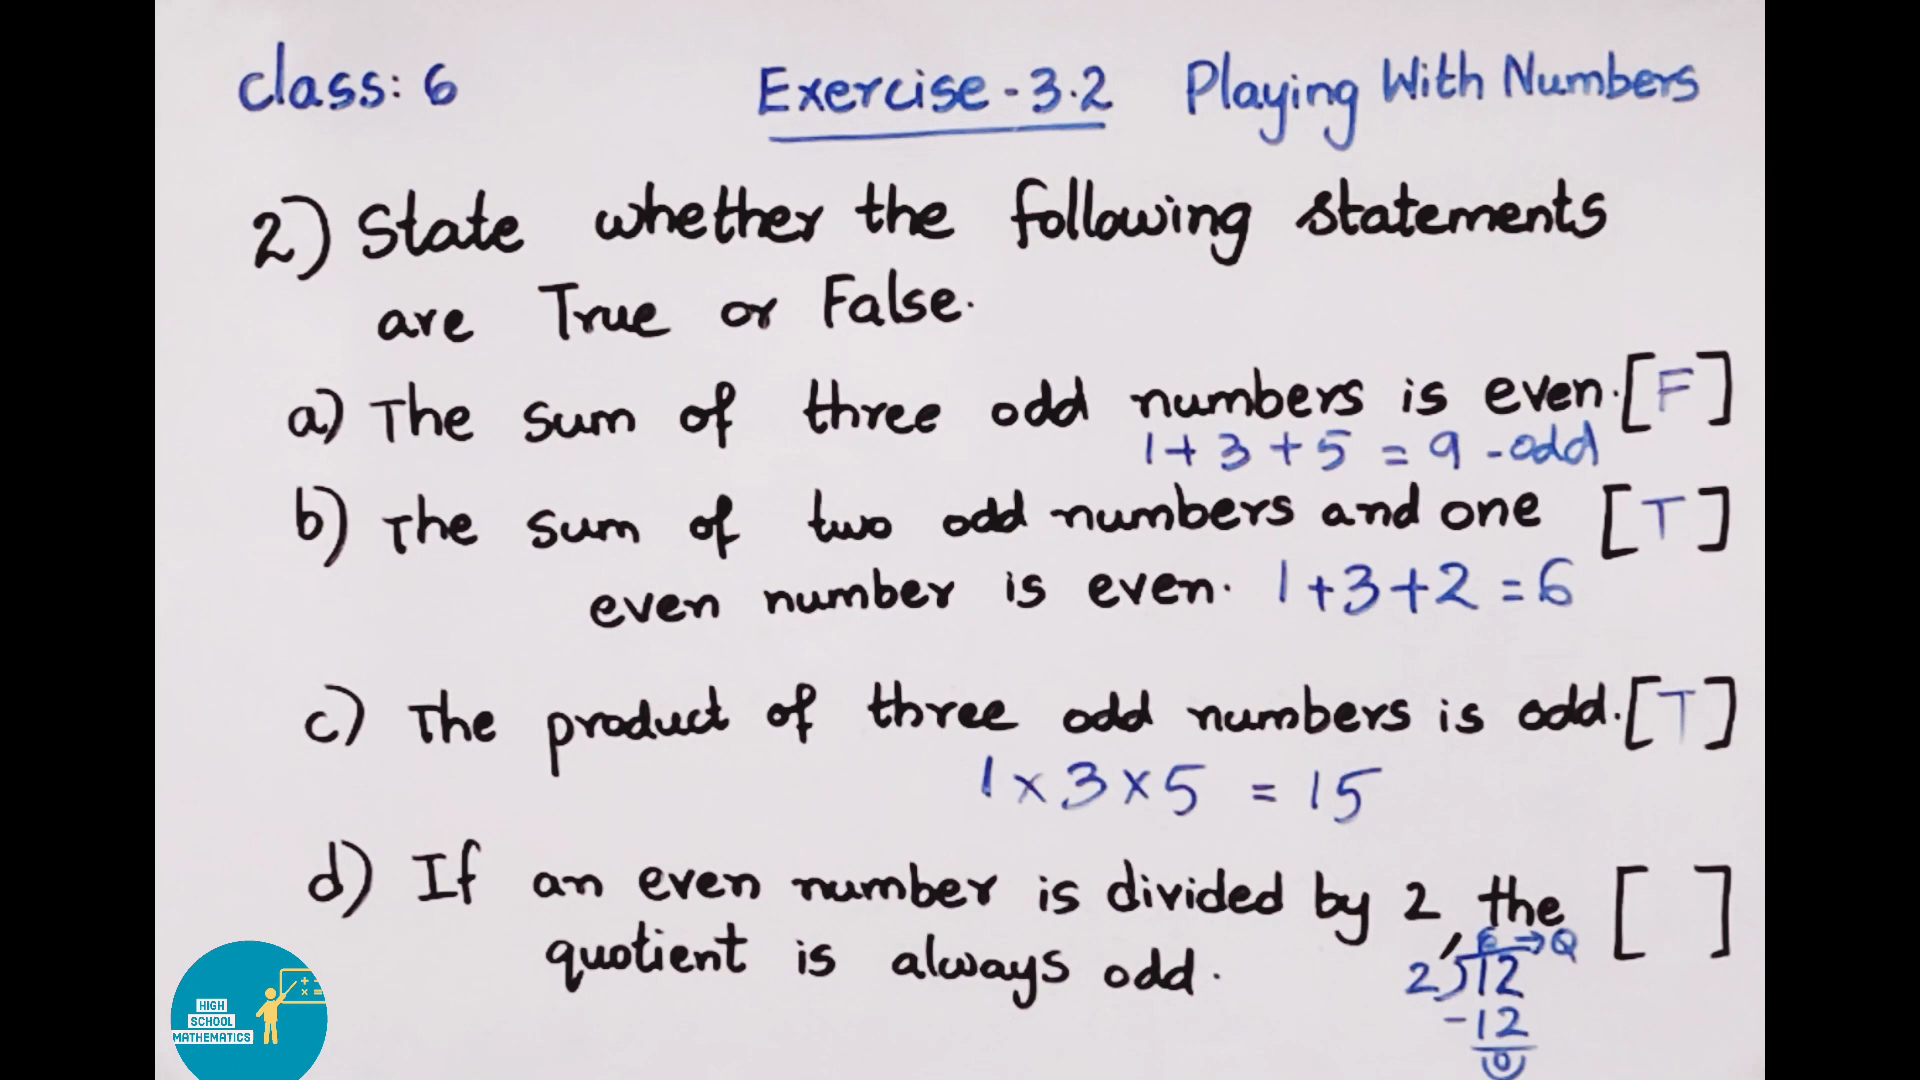 class: 6 Exercise - 3.2 Playing With Numbers
2) State whether the following statements
are True or False.
a) The sum of three odd numbers is even. [F]
1 + 3 + 5 = 9 - odd
b) The sum of two odd numbers and one [T]
even number is even. 1 + 3 + 2 = 6
c) The product of three odd numbers is odd. [T]
1 × 3 × 5 = 15
d) If an even number is divided by 2, the [ ]
6 → Q
quotient is always odd. 2)12
-12
0
HIGH
SCHOOL
MATHEMATICS